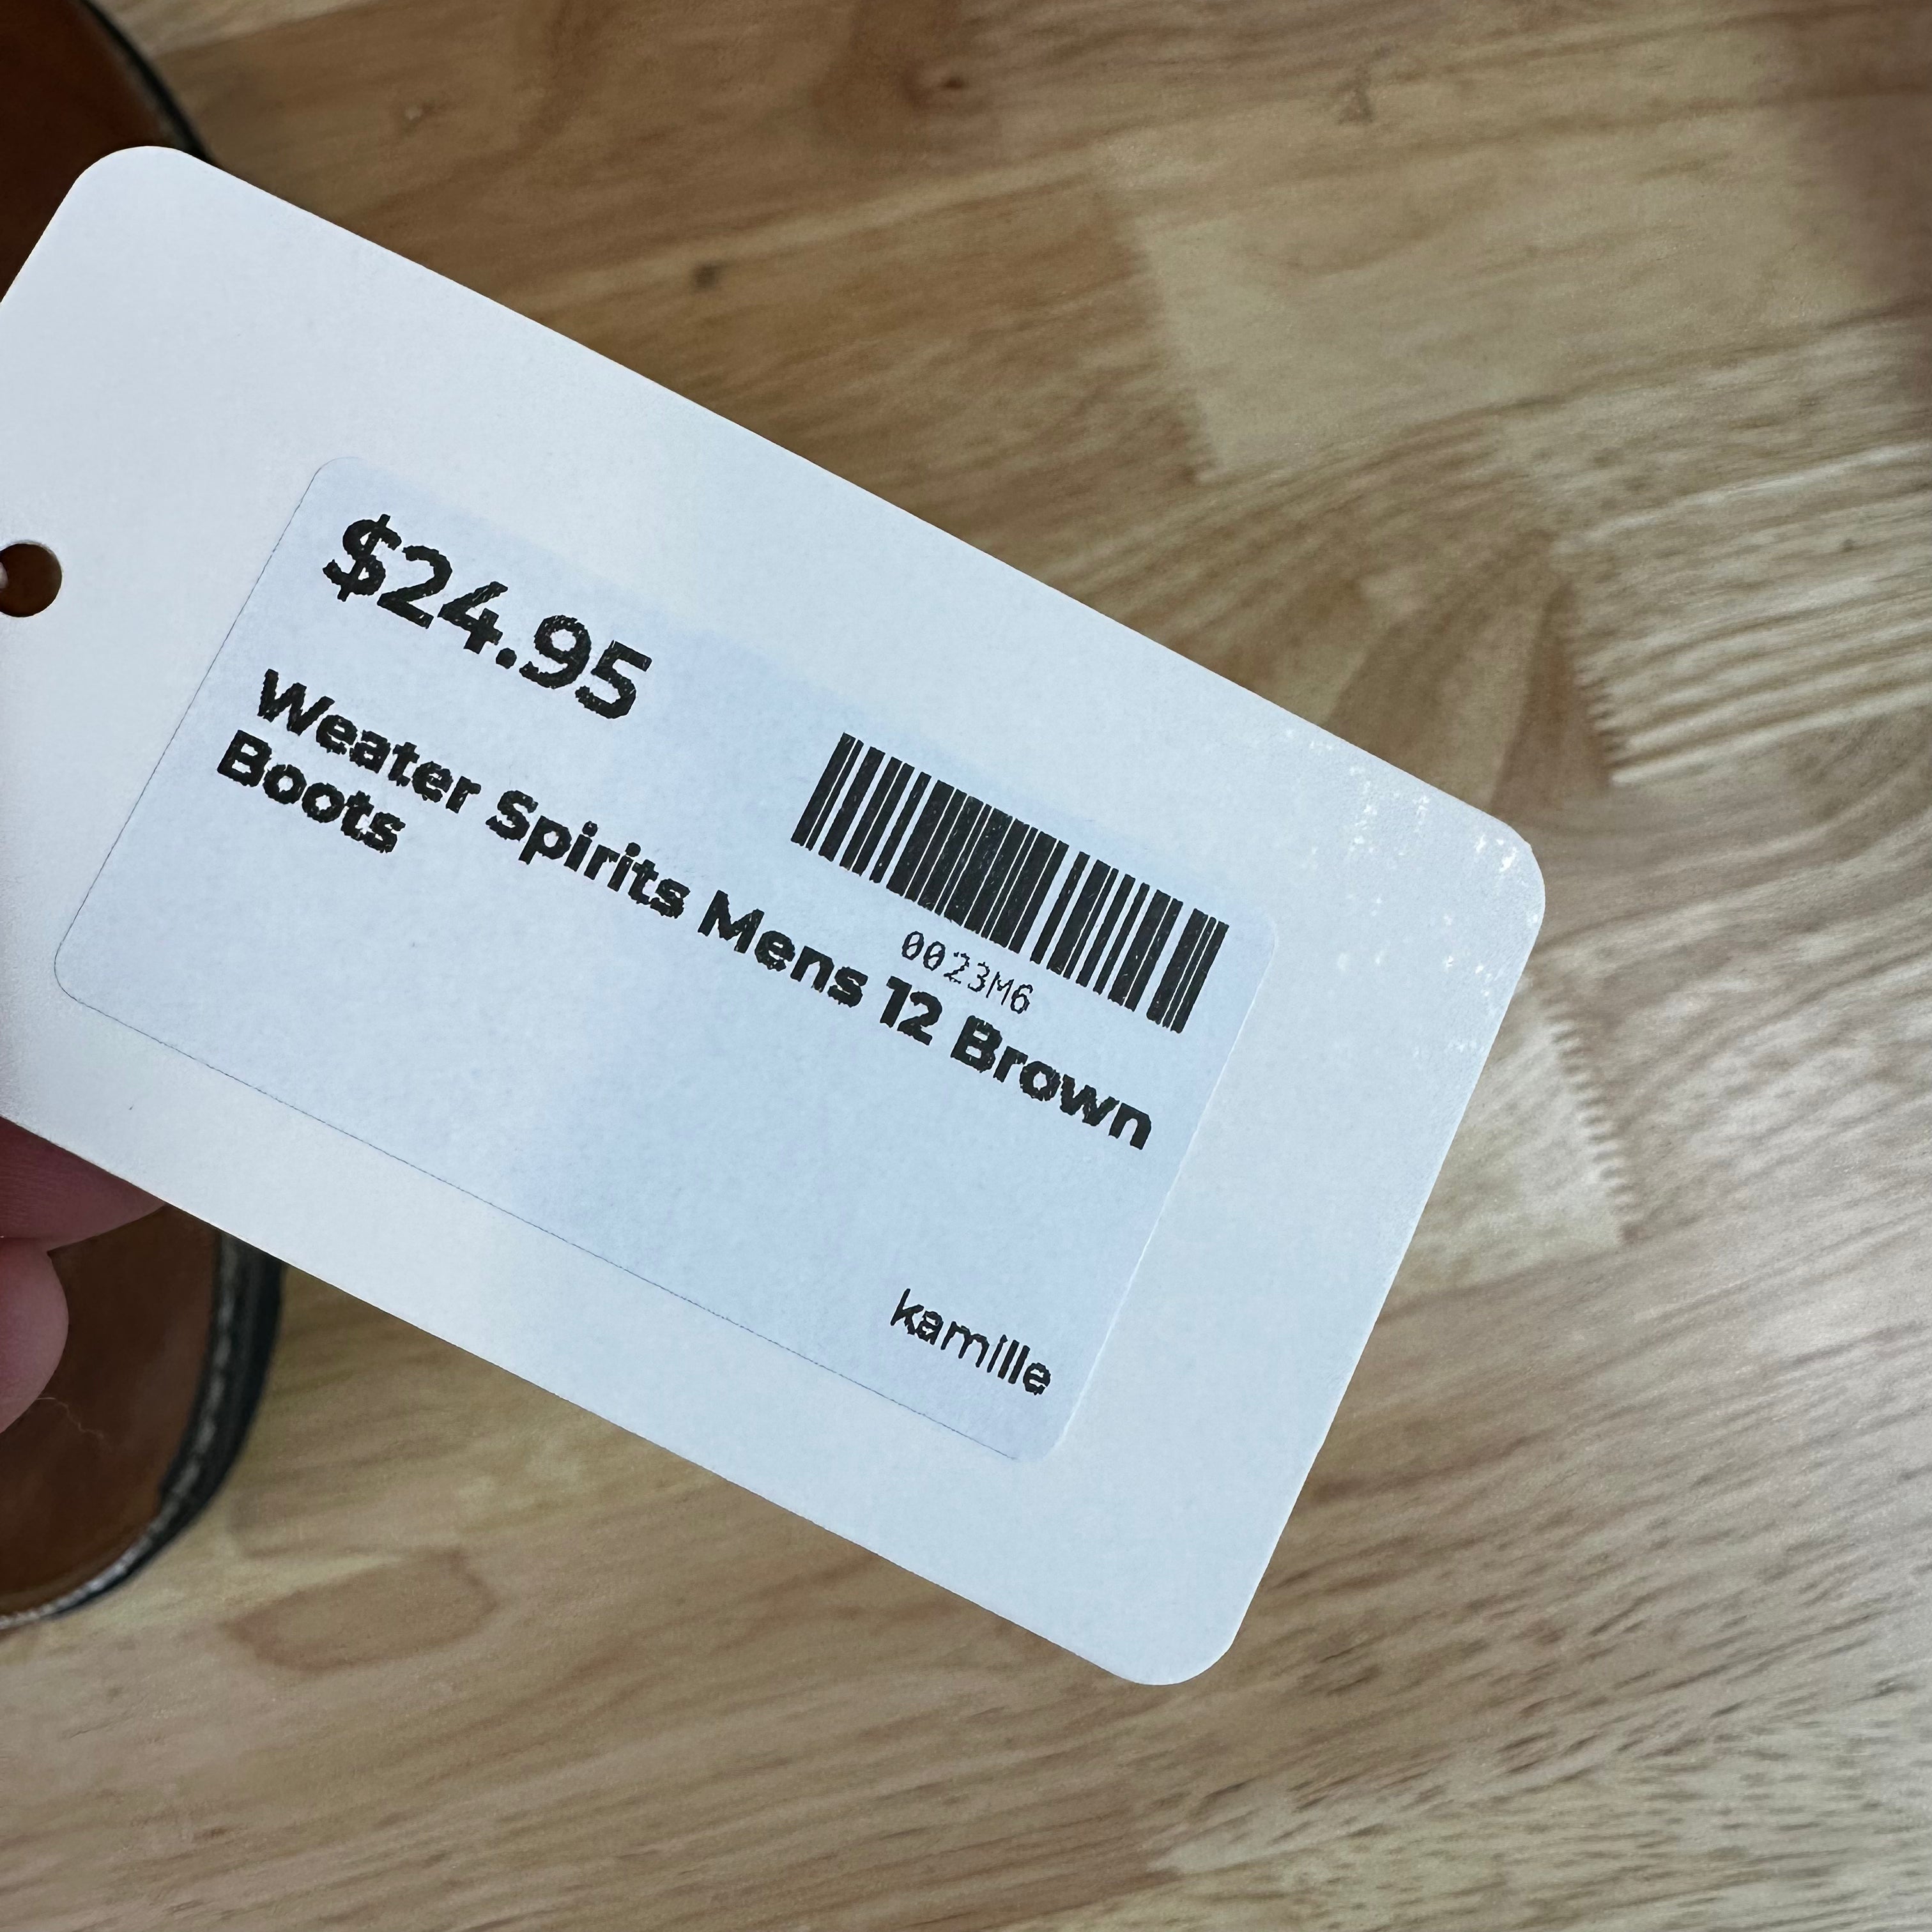 $24.95
0023M6
Weater Spirits Mens 12 Brown
Boots
kamille